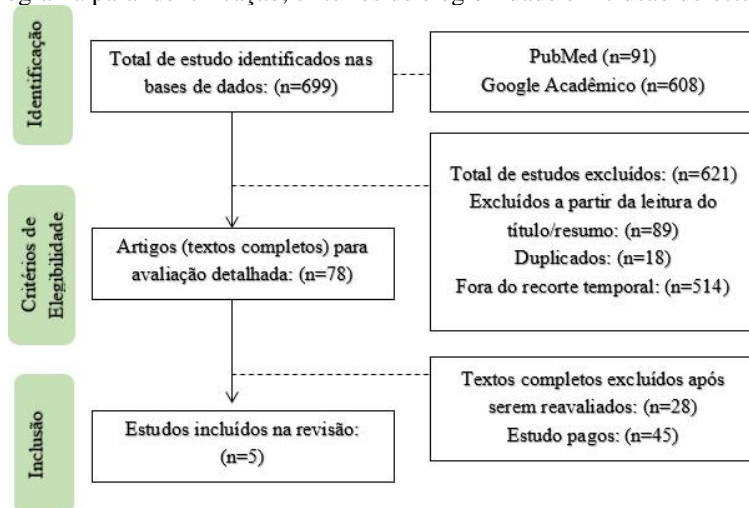 Identificação
Total de estudo identificados nas
bases de dados: (n=699)
PubMed (n=91)
Google Acadêmico (n=608)
Total de estudos excluídos: (n=621)
Excluídos a partir da leitura do
título/resumo: (n=89)
Duplicados: (n=18)
Fora do recorte temporal: (n=514)
Critérios de
Elegibilidade
Artigos (textos completos) para
avaliação detalhada: (n=78)
Textos completos excluídos após
serem reavaliados: (n=28)
Estudo pagos: (n=45)
Inclusão
Estudos incluídos na revisão:
(n=5)